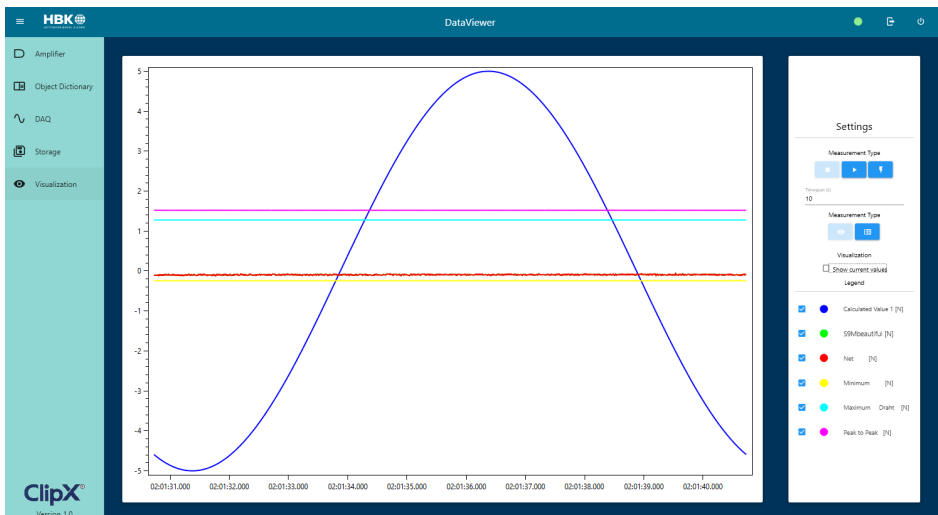 HBK
DataViewer
Amplifier
Object Dictionary
DAQ
Storage
Visualization
ClipX®
Version 1.0
5
4
3
2
1
0
-1
-2
-3
-4
-5
02:01:31.000 02:01:32.000 02:01:33.000 02:01:34.000 02:01:35.000 02:01:36.000 02:01:37.000 02:01:38.000 02:01:39.000 02:01:40.000
Settings
Measurement Type
Timespan (s)
10
Measurement Type
Visualization
Show current values
Legend
Calculated Value 1 [N]
S9Mbeautiful [N]
Net [N]
Minimum [N]
Maximum Draht [N]
Peak to Peak [N]